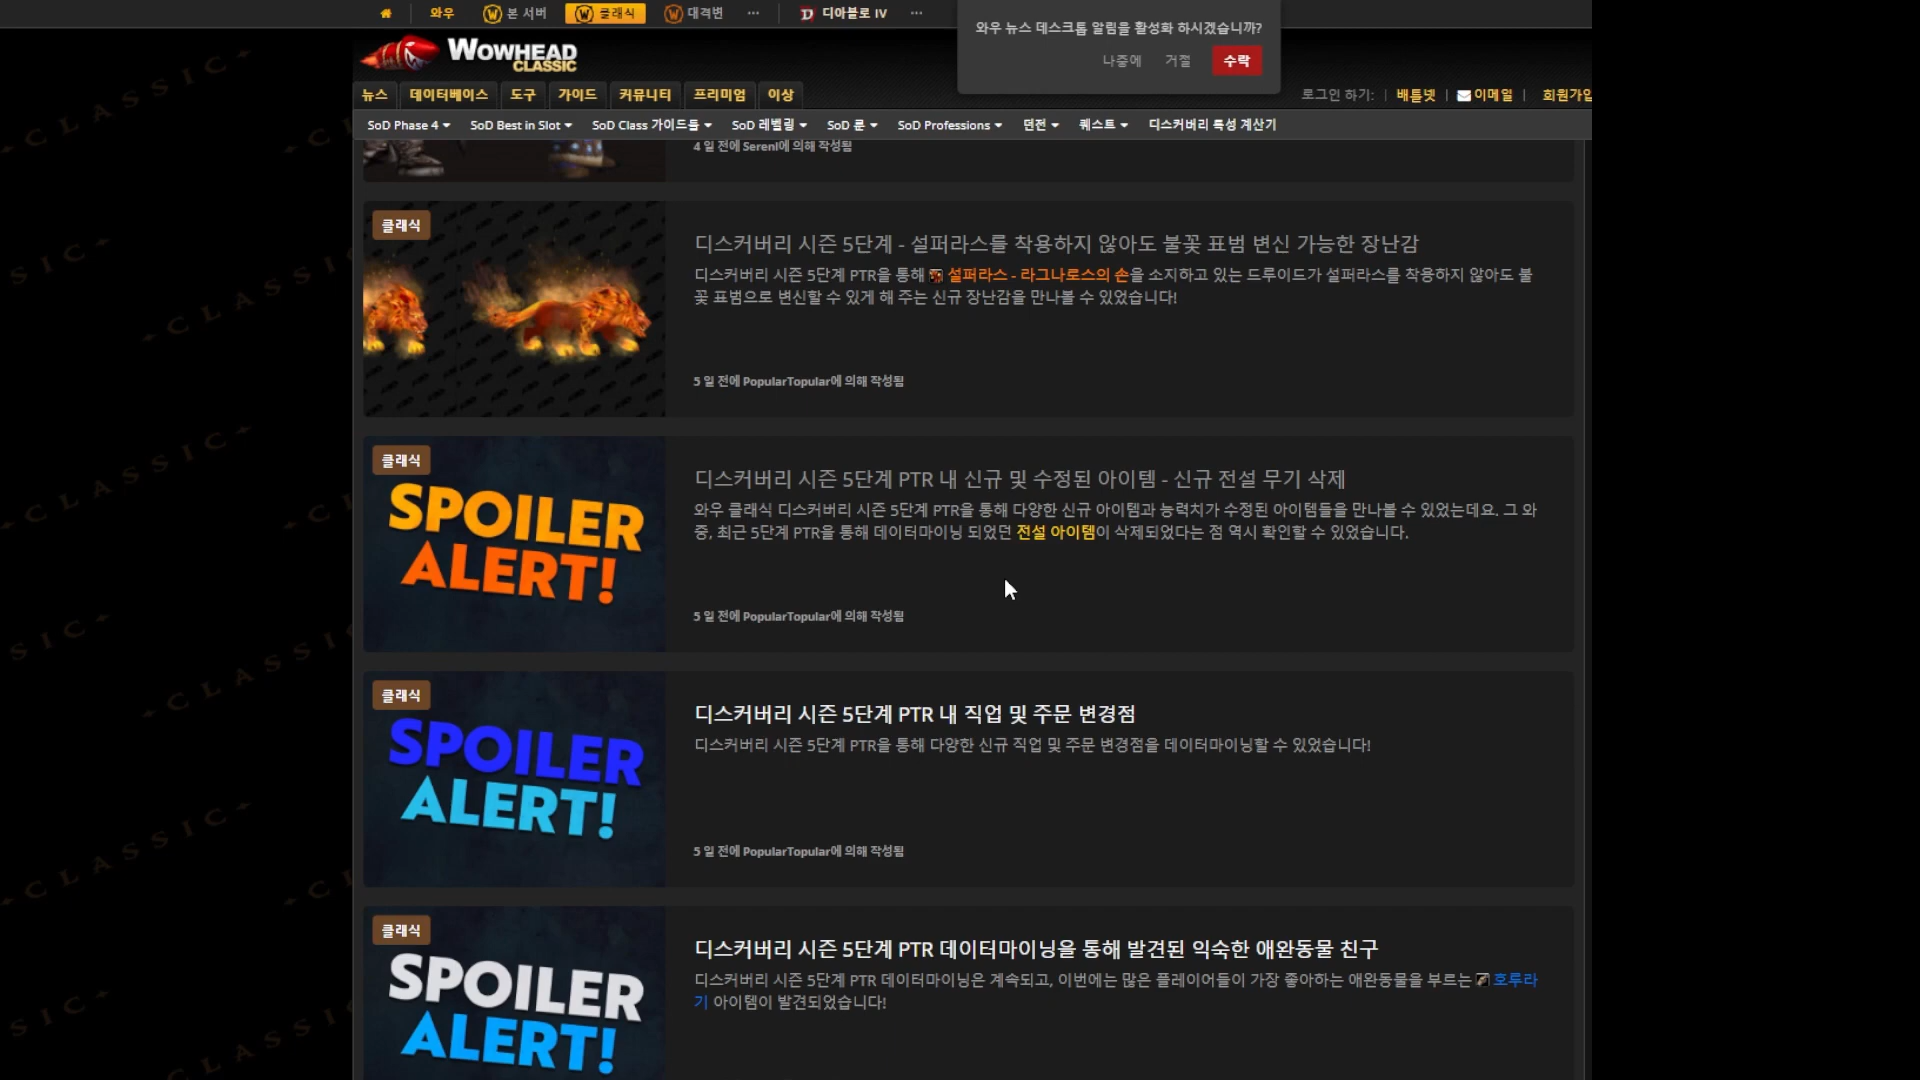 와우
본 서버
클래식
대격변
...
디아블로 IV
...
와우 뉴스 데스크톱 알림을 활성화 하시겠습니까?
나중에 거절 수락
WOWHEAD
CLASSIC
뉴스 데이터베이스 도구 가이드 커뮤니티 프리미엄 이상
로그인 하기: | 배틀넷 | 이메일 | 회원가입
SoD Phase 4 SoD Best in Slot SoD Class 가이드들 SoD 레벨링 SoD 룬 SoD Professions 던전 퀘스트 디스커버리 특성 계산기
4 일 전에 Serenl에 의해 작성됨
클래식
디스커버리 시즌 5단계 - 설퍼라스를 착용하지 않아도 불꽃 표범 변신 가능한 장난감
디스커버리 시즌 5단계 PTR을 통해 설퍼라스 - 라그나로스의 손을 소지하고 있는 드루이드가 설퍼라스를 착용하지 않아도 불
꽃 표범으로 변신할 수 있게 해 주는 신규 장난감을 만나볼 수 있었습니다!
5 일 전에 PopularTopular에 의해 작성됨
클래식
SPOILER
ALERT!
디스커버리 시즌 5단계 PTR 내 신규 및 수정된 아이템 - 신규 전설 무기 삭제
와우 클래식 디스커버리 시즌 5단계 PTR을 통해 다양한 신규 아이템과 능력치가 수정된 아이템들을 만나볼 수 있었는데요. 그 와
중, 최근 5단계 PTR을 통해 데이터마이닝 되었던 전설 아이템이 삭제되었다는 점 역시 확인할 수 있었습니다.
5 일 전에 PopularTopular에 의해 작성됨
클래식
SPOILER
ALERT!
디스커버리 시즌 5단계 PTR 내 직업 및 주문 변경점
디스커버리 시즌 5단계 PTR을 통해 다양한 신규 직업 및 주문 변경점을 데이터마이닝할 수 있었습니다!
5 일 전에 PopularTopular에 의해 작성됨
클래식
SPOILER
ALERT!
디스커버리 시즌 5단계 PTR 데이터마이닝을 통해 발견된 익숙한 애완동물 친구
디스커버리 시즌 5단계 PTR 데이터마이닝은 계속되고, 이번에는 많은 플레이어들이 가장 좋아하는 애완동물을 부르는 호루라
기 아이템이 발견되었습니다!